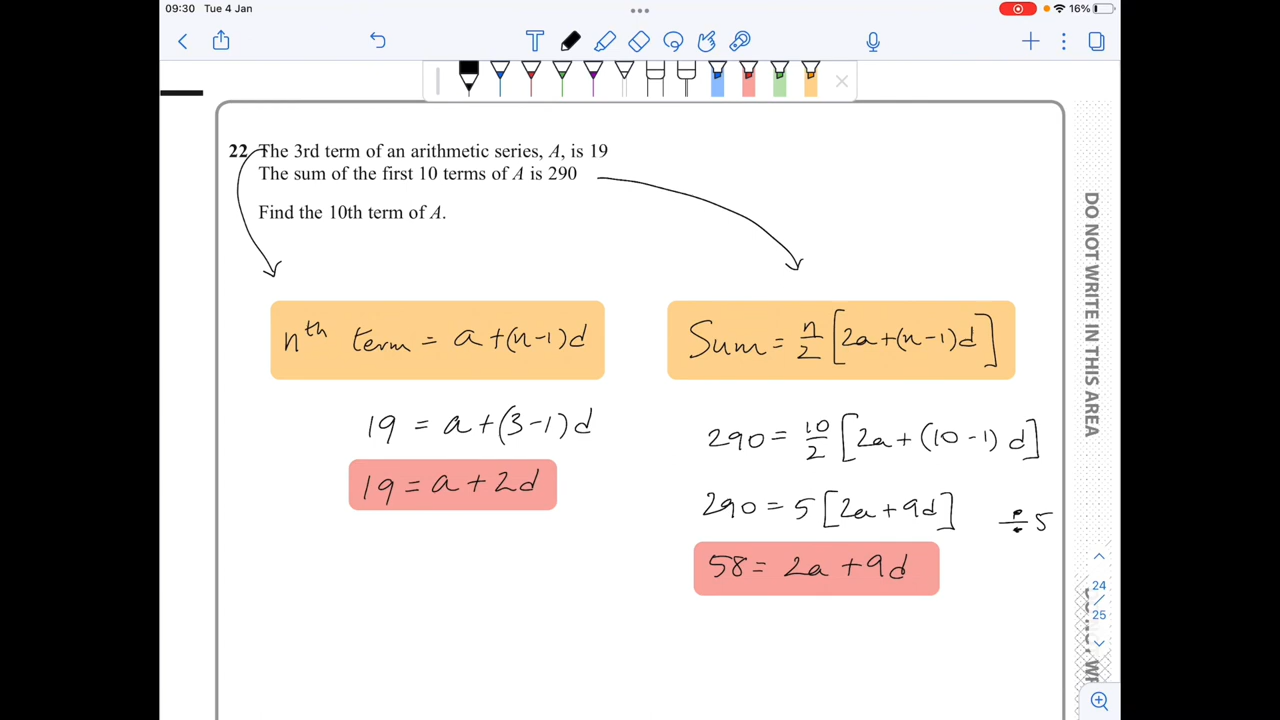 09:30 Tue 4 Jan
16%
22 The 3rd term of an arithmetic series, A, is 19
The sum of the first 10 terms of A is 290
Find the 10th term of A.
nth term = a+(n-1)d
Sum = n/2 [2a+(n-1)d]
19 = a+(3-1)d
19 = a+2d
290 = 10/2 [2a+(10-1)d]
290 = 5[2a+9d] ÷5
58 = 2a+9d
DO NOT WRITE IN THIS AREA
24
/
25